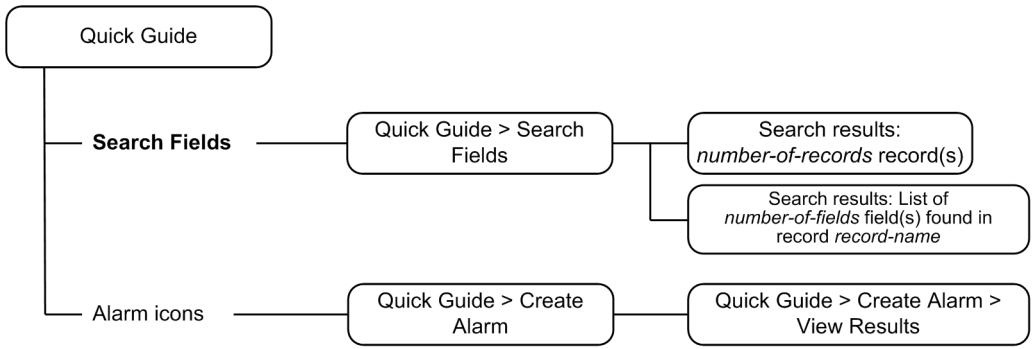 Quick Guide
Search Fields
Quick Guide > Search
Fields
Search results:
number-of-records record(s)
Search results: List of
number-of-fields field(s) found in
record record-name
Alarm icons
Quick Guide > Create
Alarm
Quick Guide > Create Alarm >
View Results